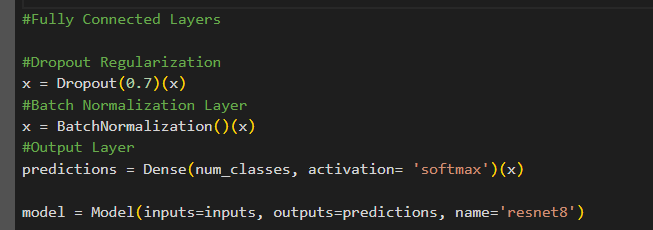 #Fully Connected Layers
#Dropout Regularization
x = Dropout(0.7)(x)
#Batch Normalization Layer
x = BatchNormalization()(x)
#Output Layer
predictions = Dense(num_classes, activation= 'softmax')(x)
model = Model(inputs=inputs, outputs=predictions, name='resnet8')